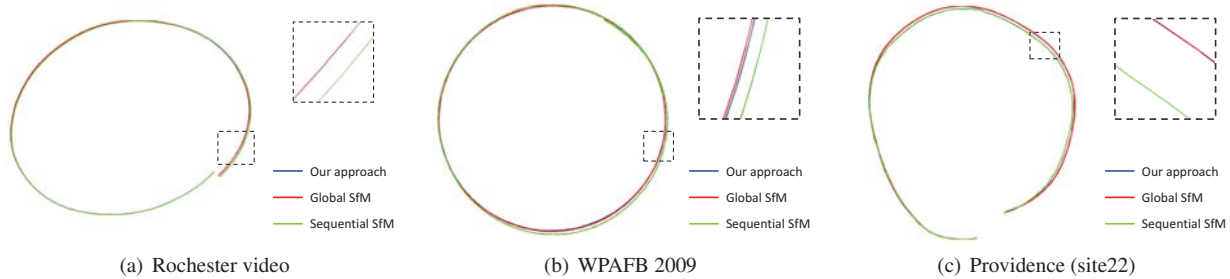 Our approach
Global SfM
Sequential SfM
(a) Rochester video
Our approach
Global SfM
Sequential SfM
(b) WPAFB 2009
Our approach
Global SfM
Sequential SfM
(c) Providence (site22)